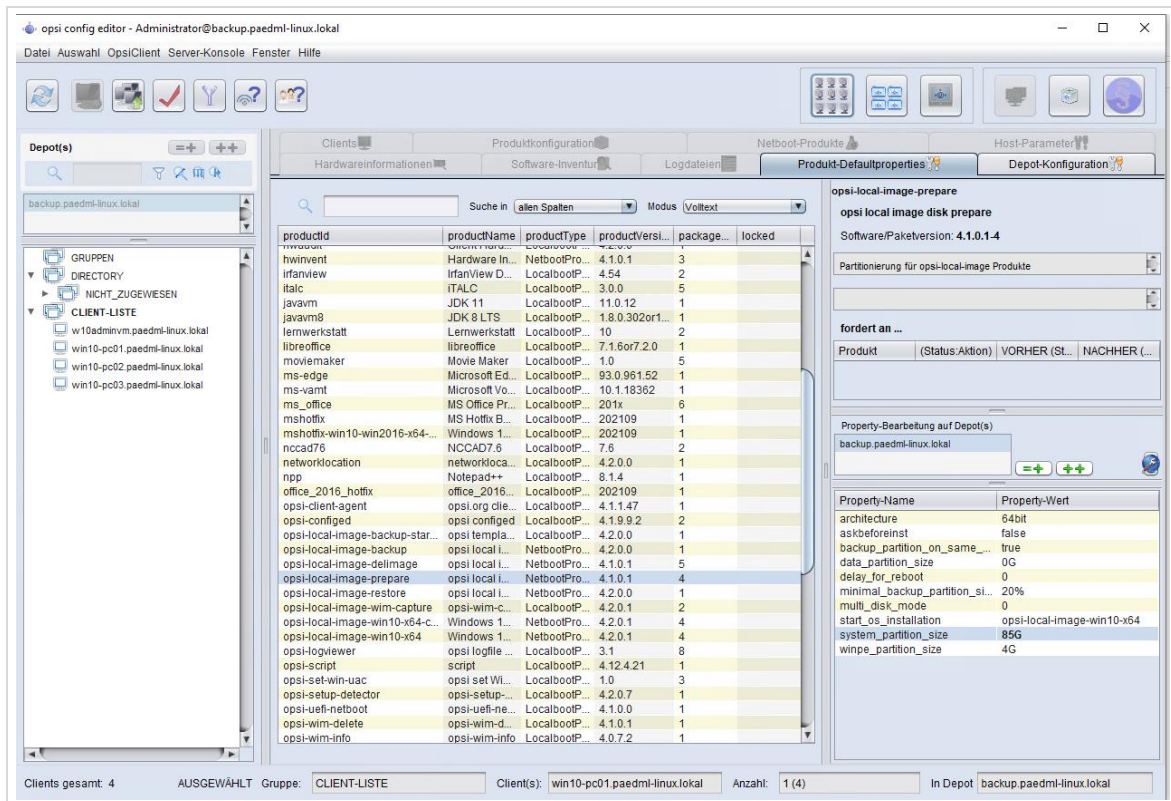 opsi config editor - Administrator@backup.paedml-linux.lokal
Datei Auswahl OpsiClient Server-Konsole Fenster Hilfe
Depot(s)
backup.paedml-linux.lokal
GRUPPEN
DIRECTORY
NICHT_ZUGEWIESEN
CLIENT-LISTE
w10adminvm.paedml-linux.lokal
win10-pc01.paedml-linux.lokal
win10-pc02.paedml-linux.lokal
win10-pc03.paedml-linux.lokal
Clients Produktkonfiguration Netboot-Produkte Host-Parameter
Hardwareinformationen Software-Inventur Logdateien Produkt-Defaultproperties Depot-Konfiguration
Suche in allen Spalten Modus Volltext
productId productName productType productVersi... package... locked
hwinvent Hardware In... NetbootPro... 4.1.0.1 3
irfanview IrfanView D... LocalbootP... 4.54 2
italc iTALC LocalbootP... 3.0.0 5
javavm JDK 11 LocalbootP... 11.0.12 1
javavm8 JDK 8 LTS LocalbootP... 1.8.0.302or1... 1
lernwerkstatt Lernwerkstatt LocalbootP... 10 2
libreoffice libreoffice LocalbootP... 7.1.6or7.2.0 1
moviemaker Movie Maker LocalbootP... 1.0 5
ms-edge Microsoft Ed... LocalbootP... 93.0.961.52 1
ms-vamt Microsoft Vo... LocalbootP... 10.1.18362 1
ms_office MS Office Pr... LocalbootP... 201x 6
mshotfix MS Hotfix B... LocalbootP... 202109 1
mshotfix-win10-win2016-x64-... Windows 1... LocalbootP... 202109 1
nccad76 NCCAD7.6 LocalbootP... 7.6 2
networklocation networkloca... LocalbootP... 4.2.0.0 1
npp Notepad++ LocalbootP... 8.1.4 1
office_2016_hotfix office_2016... LocalbootP... 202109 1
opsi-client-agent opsi.org clie... LocalbootP... 4.1.1.47 1
opsi-configed opsi configed LocalbootP... 4.1.9.9.2 2
opsi-local-image-backup-star... opsi templa... LocalbootP... 4.2.0.0 1
opsi-local-image-backup opsi local i... NetbootPro... 4.2.0.0 1
opsi-local-image-delimage opsi local i... NetbootPro... 4.1.0.1 5
opsi-local-image-prepare opsi local i... NetbootPro... 4.1.0.1 4
opsi-local-image-restore opsi local i... NetbootPro... 4.2.0.0 1
opsi-local-image-wim-capture opsi-wim-c... LocalbootP... 4.2.0.1 2
opsi-local-image-win10-x64-c... Windows 1... NetbootPro... 4.2.0.1 4
opsi-local-image-win10-x64 Windows 1... NetbootPro... 4.2.0.1 4
opsi-logviewer opsi logfile ... LocalbootP... 3.1 8
opsi-script script LocalbootP... 4.12.4.21 1
opsi-set-win-uac opsi set Wi... LocalbootP... 1.0 3
opsi-setup-detector opsi-setup-... LocalbootP... 4.2.0.7 1
opsi-uefi-netboot opsi-uefi-ne... LocalbootP... 4.1.0.0 1
opsi-wim-delete opsi-wim-d... LocalbootP... 4.1.0.1 1
opsi-wim-info opsi-wim-info LocalbootP... 4.0.7.2 1
opsi-local-image-prepare
opsi local image disk prepare
Software/Paketversion: 4.1.0.1-4
Partitionierung für opsi-local-image Produkte
fordert an ...
Produkt (Status:Aktion) VORHER (St... NACHHER (...
Property-Bearbeitung auf Depot(s)
backup.paedml-linux.lokal
Property-Name Property-Wert
architecture 64bit
askbeforeinst false
backup_partition_on_same_... true
data_partition_size 0G
delay_for_reboot 0
minimal_backup_partition_si... 20%
multi_disk_mode 0
start_os_installation opsi-local-image-win10-x64
system_partition_size 85G
winpe_partition_size 4G
Clients gesamt: 4 AUSGEWÄHLT Gruppe: CLIENT-LISTE Client(s): win10-pc01.paedml-linux.lokal Anzahl: 1 (4) In Depot backup.paedml-linux.lokal